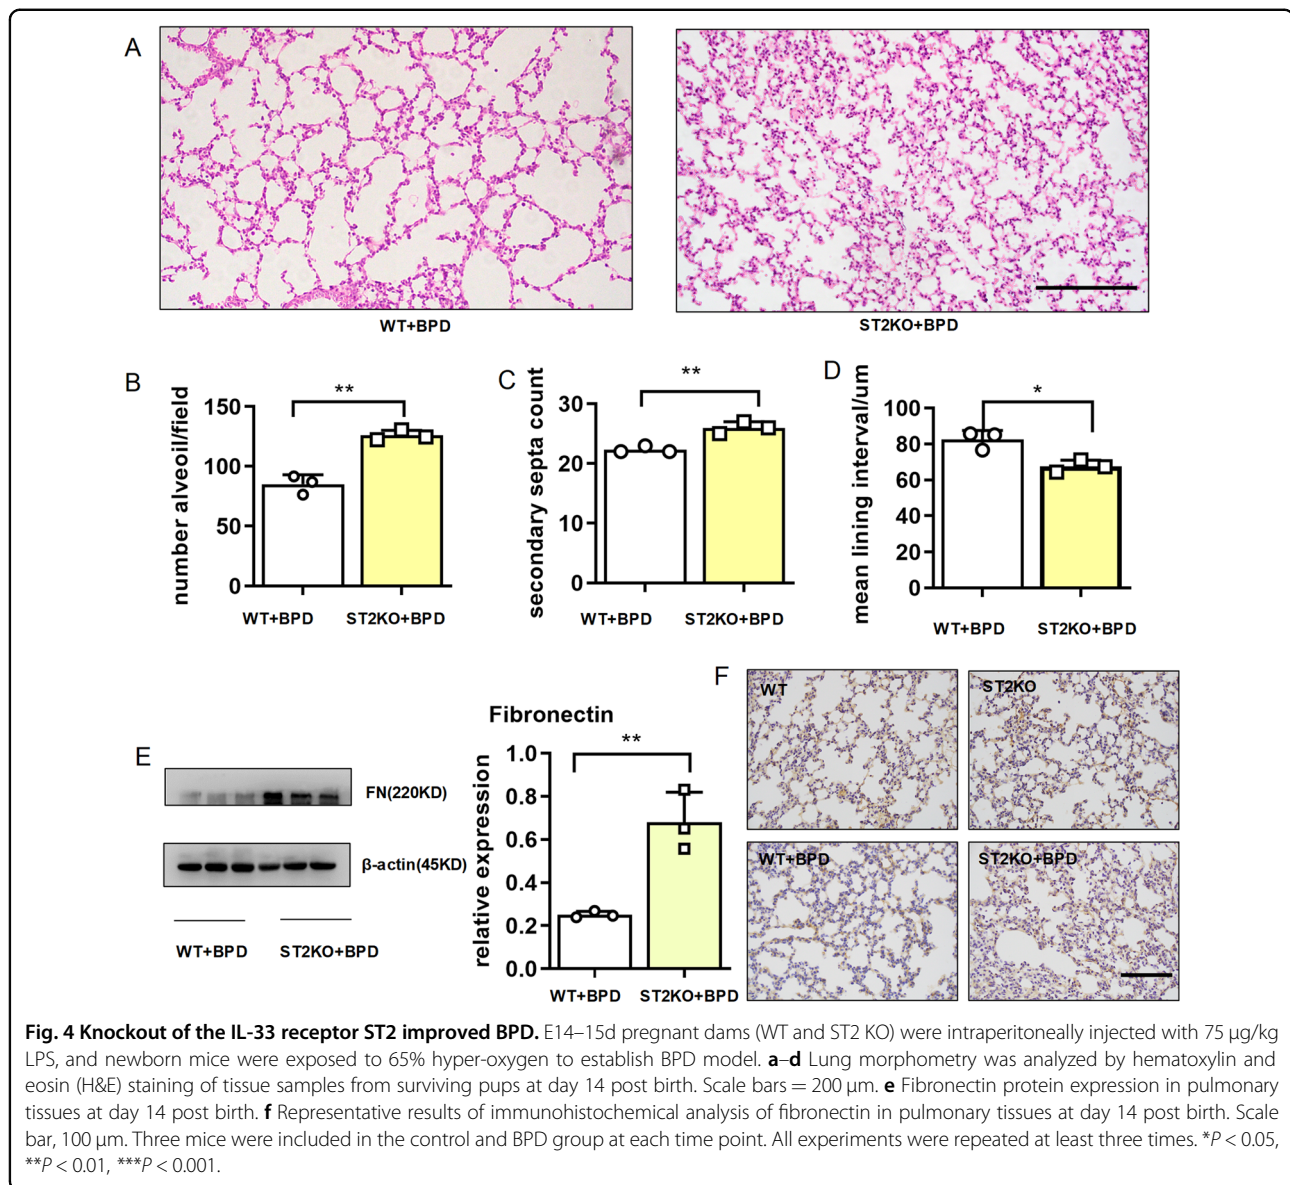 A
WT+BPD
ST2KO+BPD
B
number alveoil/field
**
150
100
50
0
WT+BPD
ST2KO+BPD
C
secondary septa count
**
30
20
10
0
WT+BPD
ST2KO+BPD
D
mean lining interval/um
*
100
80
60
40
20
0
WT+BPD
ST2KO+BPD
E
FN(220KD)
β-actin(45KD)
WT+BPD
ST2KO+BPD
Fibronectin
relative expression
**
1.0
0.8
0.6
0.4
0.2
0.0
WT+BPD
ST2KO+BPD
F
WT
ST2KO
WT+BPD
ST2KO+BPD
Fig. 4 Knockout of the IL-33 receptor ST2 improved BPD. E14–15d pregnant dams (WT and ST2 KO) were intraperitoneally injected with 75 μg/kg
LPS, and newborn mice were exposed to 65% hyper-oxygen to establish BPD model. a–d Lung morphometry was analyzed by hematoxylin and
eosin (H&E) staining of tissue samples from surviving pups at day 14 post birth. Scale bars = 200 μm. e Fibronectin protein expression in pulmonary
tissues at day 14 post birth. f Representative results of immunohistochemical analysis of fibronectin in pulmonary tissues at day 14 post birth. Scale
bar, 100 μm. Three mice were included in the control and BPD group at each time point. All experiments were repeated at least three times. *P < 0.05,
**P < 0.01, ***P < 0.001.